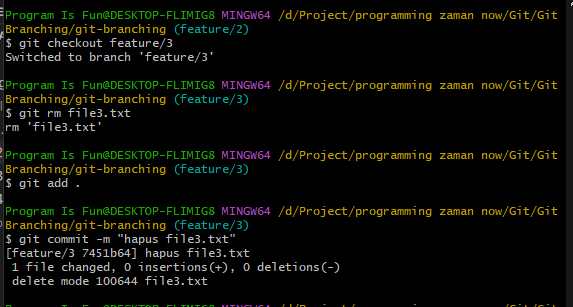 Program Is Fun@DESKTOP-FLIMIG8 MINGW64 /d/Project/programming zaman now/Git/Git
Branching/git-branching (feature/2)
$ git checkout feature/3
Switched to branch 'feature/3'
Program Is Fun@DESKTOP-FLIMIG8 MINGW64 /d/Project/programming zaman now/Git/Git
Branching/git-branching (feature/3)
$ git rm file3.txt
rm 'file3.txt'
Program Is Fun@DESKTOP-FLIMIG8 MINGW64 /d/Project/programming zaman now/Git/Git
Branching/git-branching (feature/3)
$ git add .
Program Is Fun@DESKTOP-FLIMIG8 MINGW64 /d/Project/programming zaman now/Git/Git
Branching/git-branching (feature/3)
$ git commit -m "hapus file3.txt"
[feature/3 7451b64] hapus file3.txt
 1 file changed, 0 insertions(+), 0 deletions(-)
 delete mode 100644 file3.txt